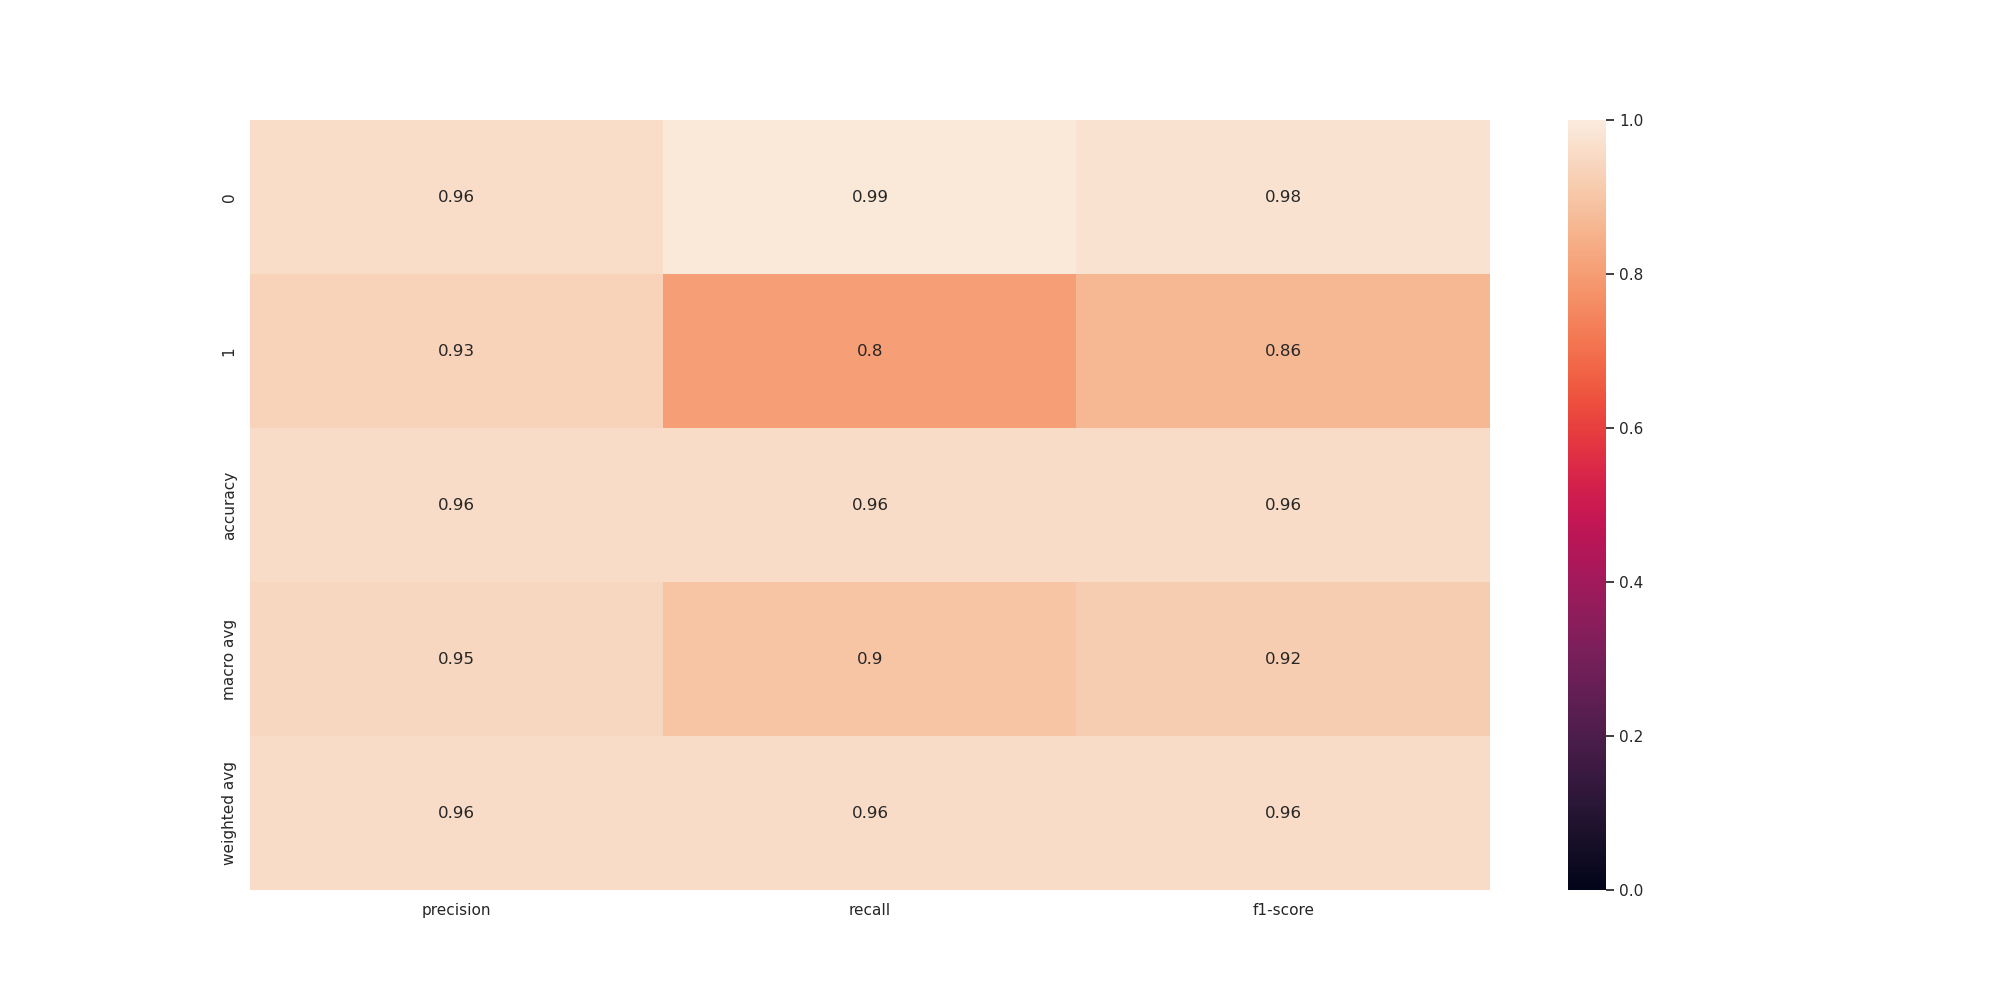 0 0.96 0.99 0.98
1 0.93 0.8 0.86
accuracy 0.96 0.96 0.96
macro avg 0.95 0.9 0.92
weighted avg 0.96 0.96 0.96
precision recall f1-score
1.0
0.8
0.6
0.4
0.2
0.0